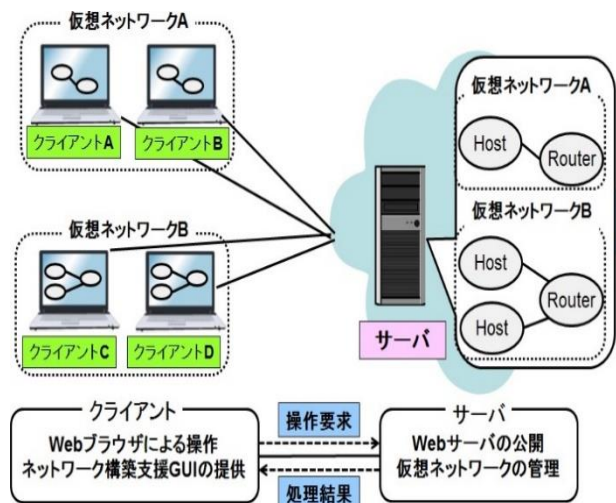 仮想ネットワークA
クライアントA
クライアントB
仮想ネットワークB
クライアントC
クライアントD
サーバ
仮想ネットワークA
Host
Router
仮想ネットワークB
Host
Router
Host
クライアント
Webブラウザによる操作
ネットワーク構築支援GUIの提供
操作要求
処理結果
サーバ
Webサーバの公開
仮想ネットワークの管理